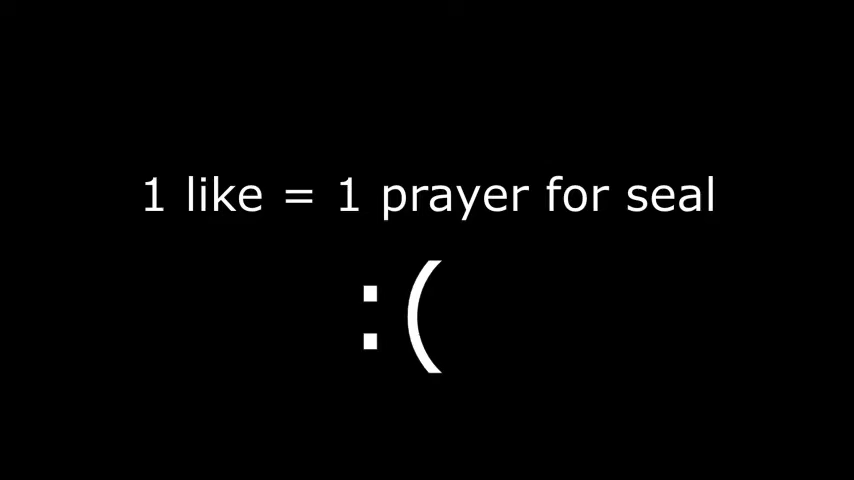 1 like = 1 prayer for seal
:(